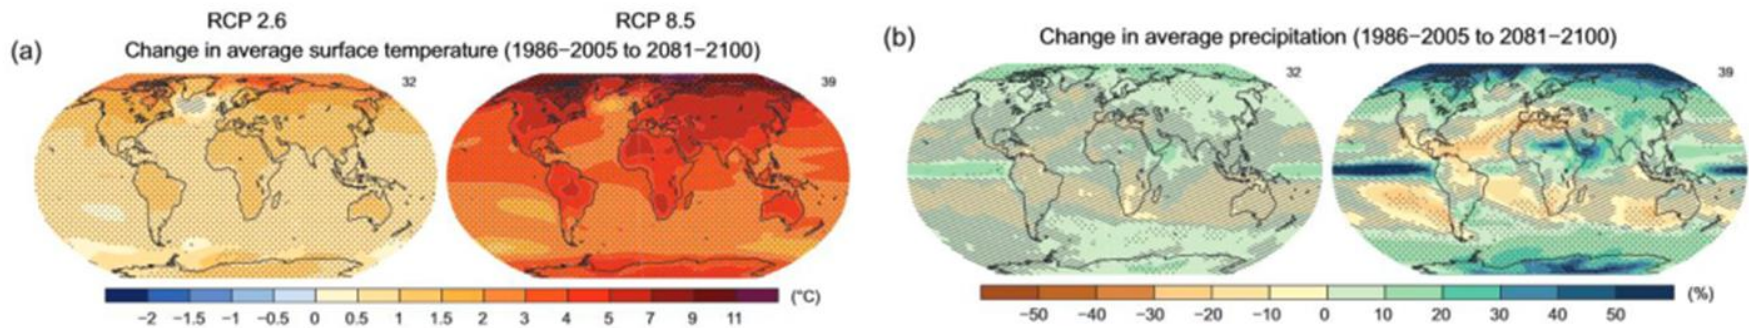 RCP 2.6
RCP 8.5
(a)
Change in average surface temperature (1986−2005 to 2081−2100)
32
39
−2 −1.5 −1 −0.5 0 0.5 1 1.5 2 3 4 5 7 9 11
(°C)
(b)
Change in average precipitation (1986−2005 to 2081−2100)
32
39
−50 −40 −30 −20 −10 0 10 20 30 40 50
(%)